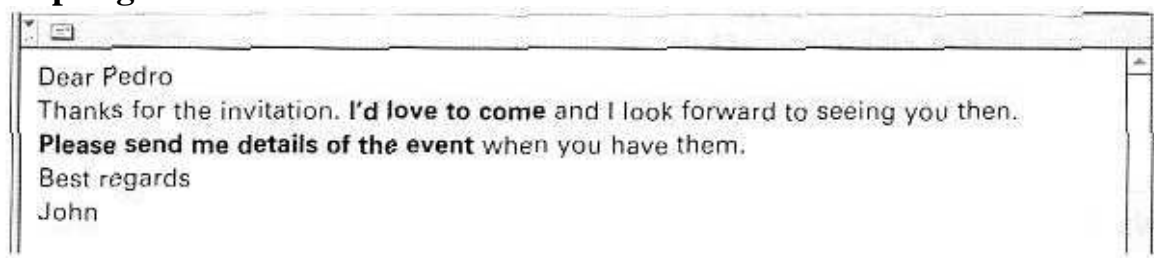 Dear Pedro
Thanks for the invitation. I'd love to come and I look forward to seeing you then.
Please send me details of the event when you have them.
Best regards
John